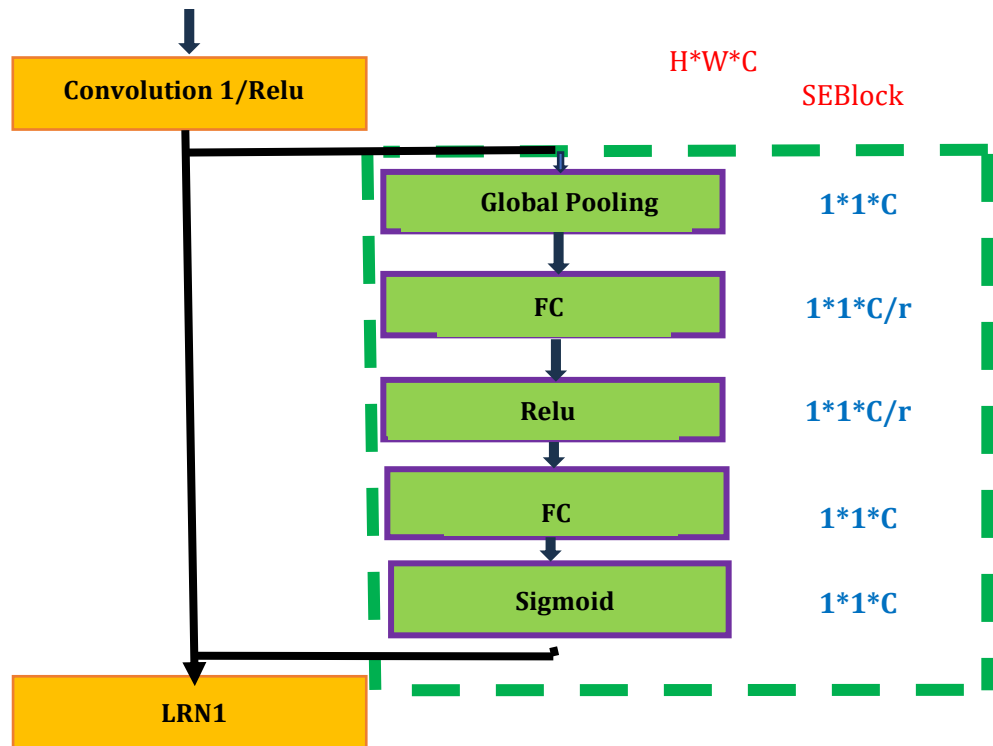 H*W*C
Convolution 1/Relu
SEBlock
Global Pooling
1*1*C
FC
1*1*C/r
Relu
1*1*C/r
FC
1*1*C
Sigmoid
1*1*C
LRN1